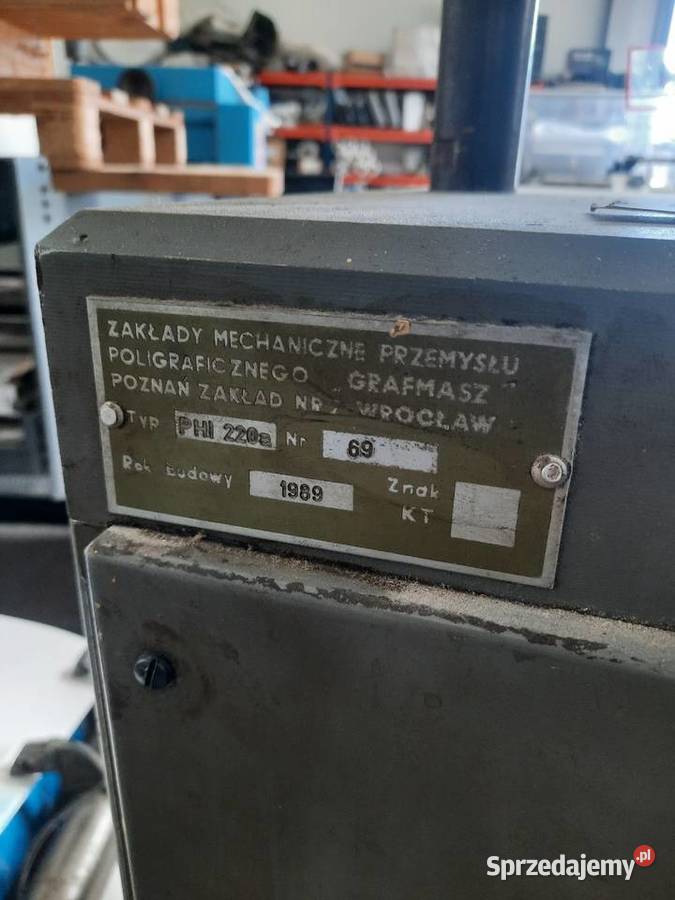 ZAKŁADY MECHANICZNE PRZEMYSŁU
POLIGRAFICZNEGO „GRAFMASZ"
POZNAŃ ZAKŁAD NR WROCŁAW
TYP PHI 220a Nr 69
Rok budowy 1989 Znak
KT
Sprzedajemy.pl